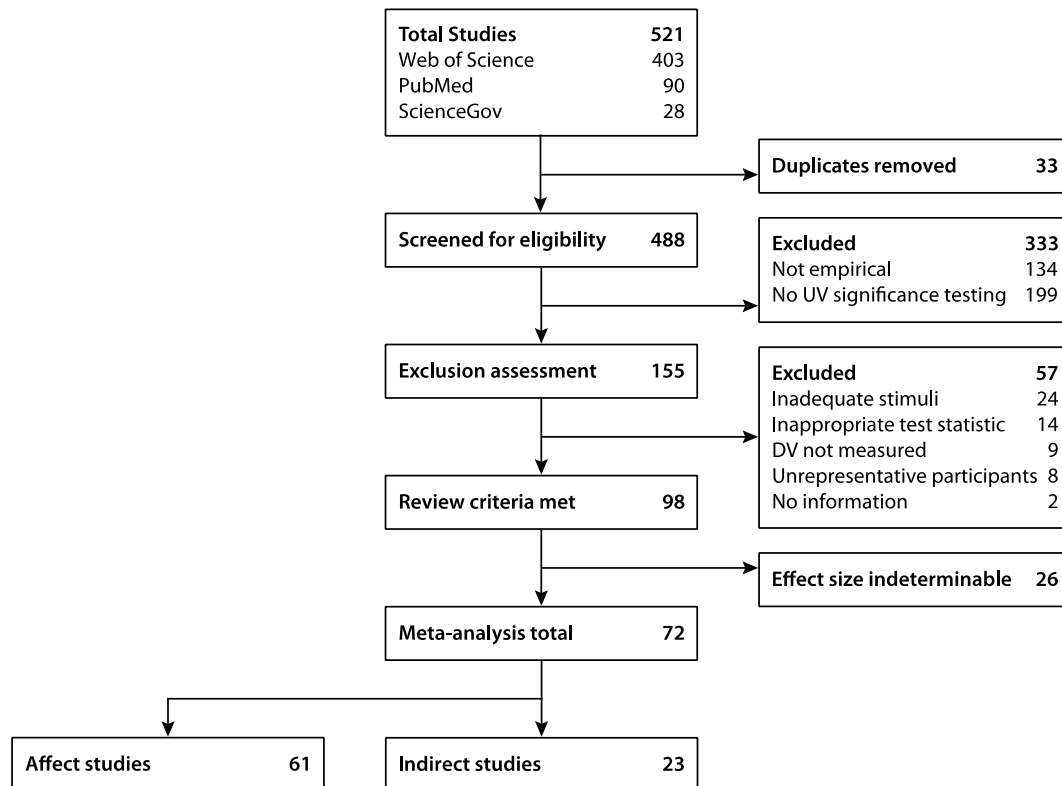 Total Studies 521
Web of Science 403
PubMed 90
ScienceGov 28
Duplicates removed 33
Screened for eligibility 488
Excluded 333
Not empirical 134
No UV significance testing 199
Exclusion assessment 155
Excluded 57
Inadequate stimuli 24
Inappropriate test statistic 14
DV not measured 9
Unrepresentative participants 8
No information 2
Review criteria met 98
Effect size indeterminable 26
Meta-analysis total 72
Affect studies 61
Indirect studies 23